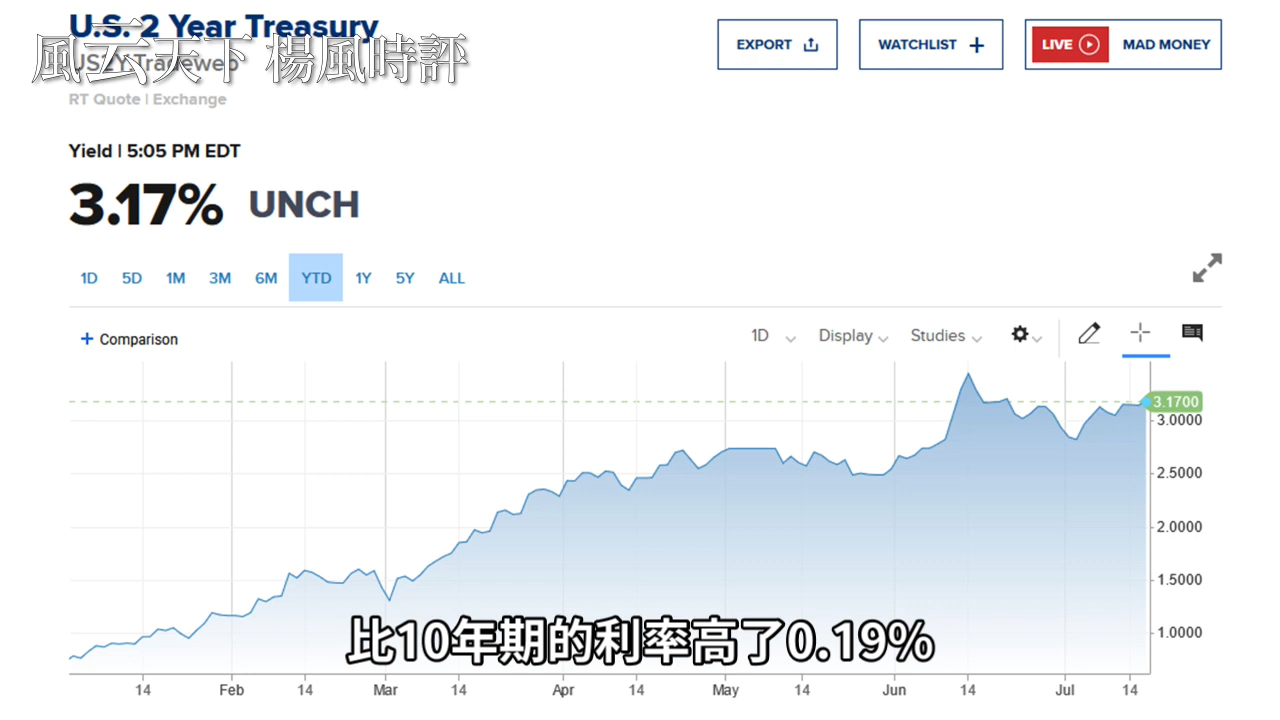 U.S. 2 Year Treasury
US2Y:Tradeweb
風云天下 楊風時評
RT Quote | Exchange
EXPORT
WATCHLIST +
LIVE
MAD MONEY
Yield | 5:05 PM EDT
3.17% UNCH
1D 5D 1M 3M 6M YTD 1Y 5Y ALL
+ Comparison
1D Display Studies
3.1700
3.0000
2.5000
2.0000
1.5000
1.0000
比10年期的利率高了0.19%
14 Feb 14 Mar 14 Apr 14 May 14 Jun 14 Jul 14